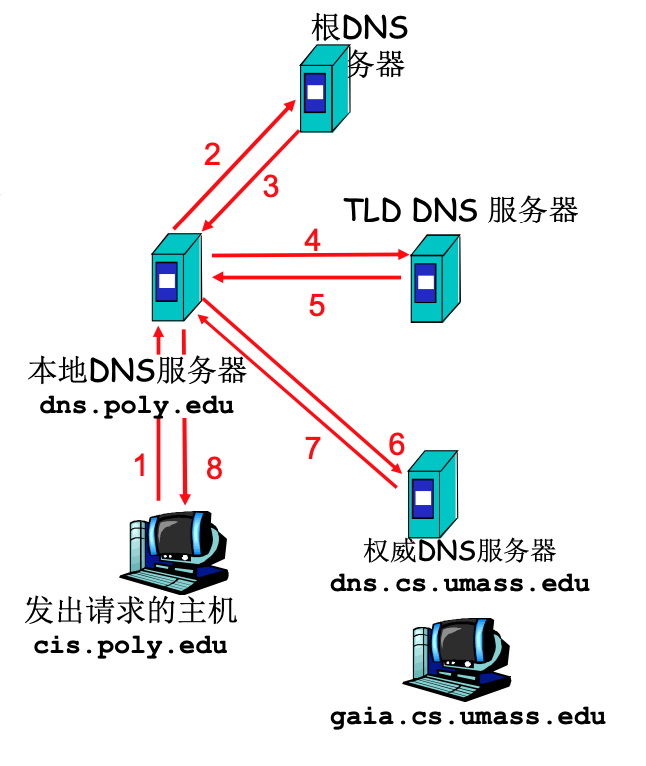 根DNS
务器
2
3
TLD DNS 服务器
4
5
本地DNS服务器
dns.poly.edu
1
8
7
6
权威DNS服务器
dns.cs.umass.edu
发出请求的主机
cis.poly.edu
gaia.cs.umass.edu